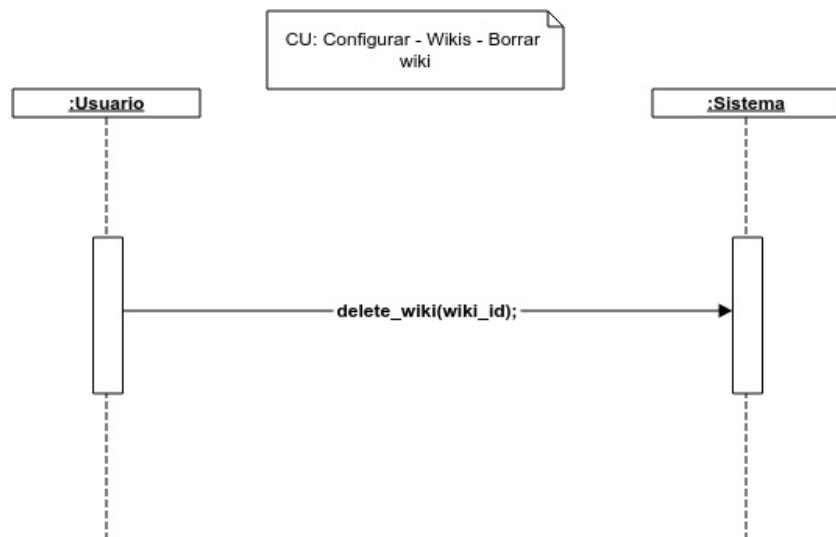 CU: Configurar - Wikis - Borrar
wiki
:Usuario
:Sistema
delete_wiki(wiki_id);